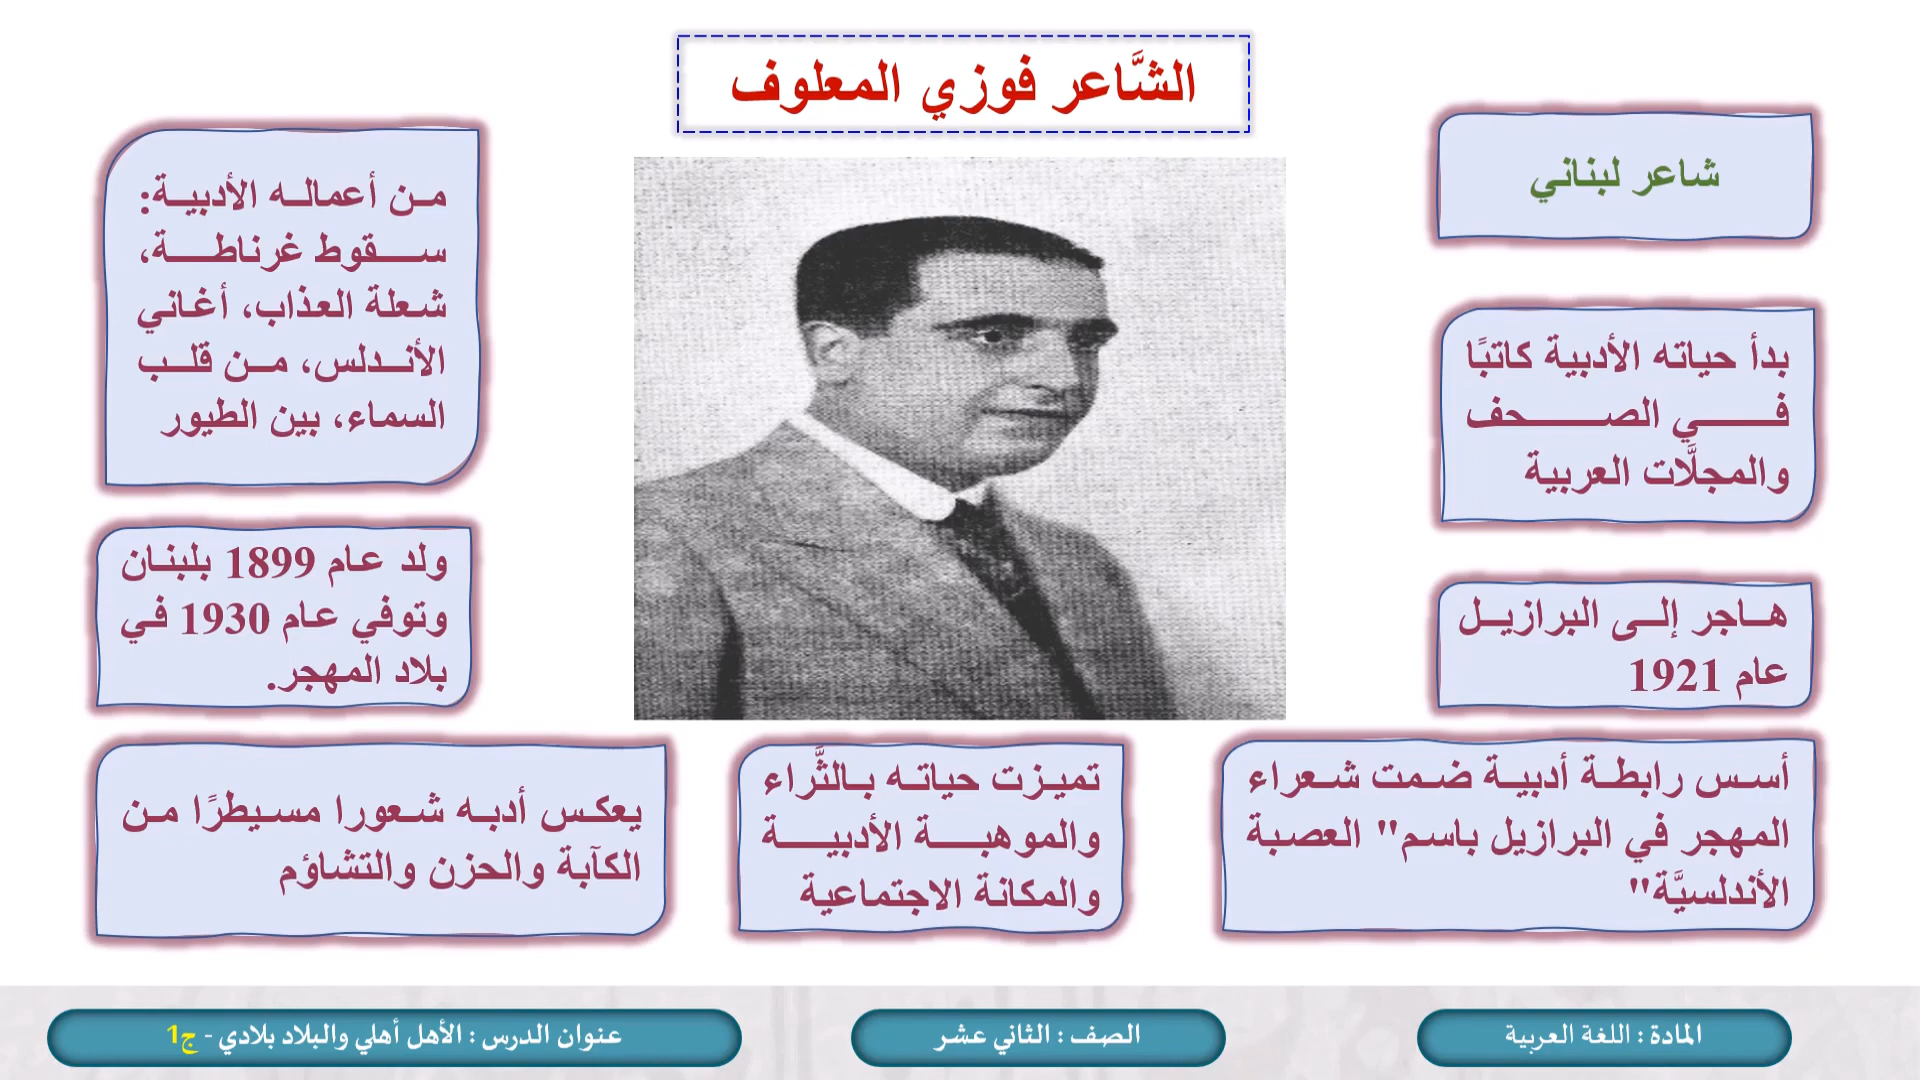 الشَّاعر فوزي المعلوف
شاعر لبناني
بدأ حياته الأدبية كاتبًا
في الصحف
والمجلَّات العربية
هاجر إلى البرازيل
عام 1921
أسس رابطة أدبية ضمت شعراء
المهجر في البرازيل باسم" العصبة
الأندلسيَّة"
من أعماله الأدبية:
سقوط غرناطة،
شعلة العذاب، أغاني
الأندلس، من قلب
السماء، بين الطيور
ولد عام 1899 بلبنان
وتوفي عام 1930 في
بلاد المهجر.
تميزت حياته بالثَّراء
والموهبة الأدبية
والمكانة الاجتماعية
يعكس أدبه شعورا مسيطرًا من
الكآبة والحزن والتشاؤم
المادة : اللغة العربية
الصف : الثاني عشر
عنوان الدرس : الأهل أهلي والبلاد بلادي - ج1